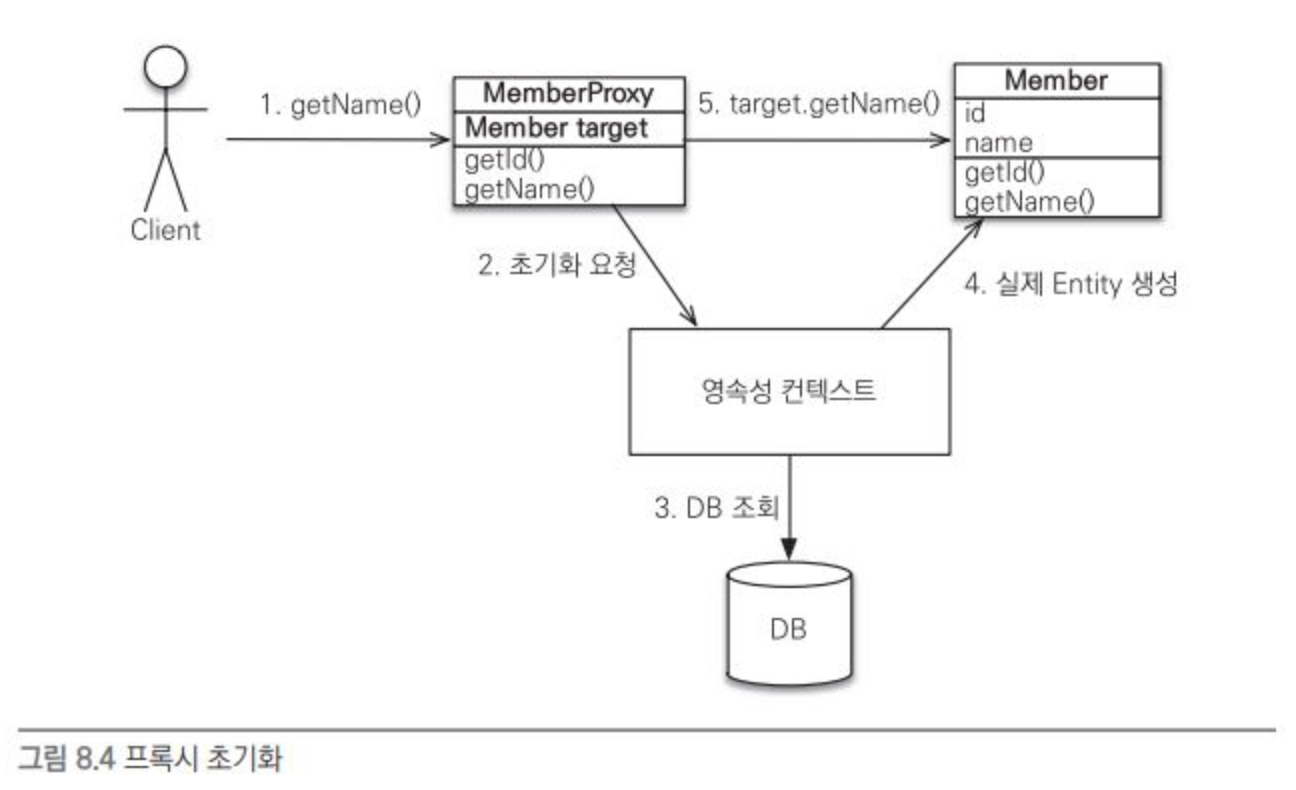 1. getName()
MemberProxy
Member target
getId()
getName()
5. target.getName()
Member
id
name
getId()
getName()
Client
2. 초기화 요청
4. 실제 Entity 생성
영속성 컨텍스트
3. DB 조회
DB
그림 8.4 프록시 초기화